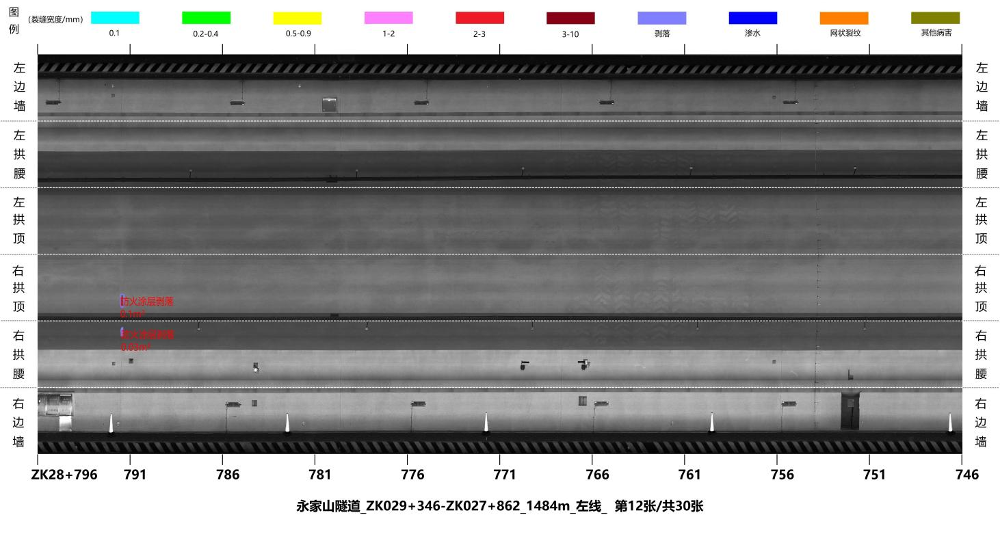 图例 (裂缝宽度/mm) 0.1 0.2-0.4 0.5-0.9 1-2 2-3 3-10 剥落 渗水 网状裂纹 其他病害
左边墙 左边墙
左拱腰 左拱腰
左拱顶 左拱顶
右拱顶 右拱顶
防火涂层剥落
0.1m²
右拱腰 右拱腰
防火涂层剥落
0.03m²
右边墙 右边墙
ZK28+796 791 786 781 776 771 766 761 756 751 746
永家山隧道_ZK029+346-ZK027+862_1484m_左线_ 第12张/共30张